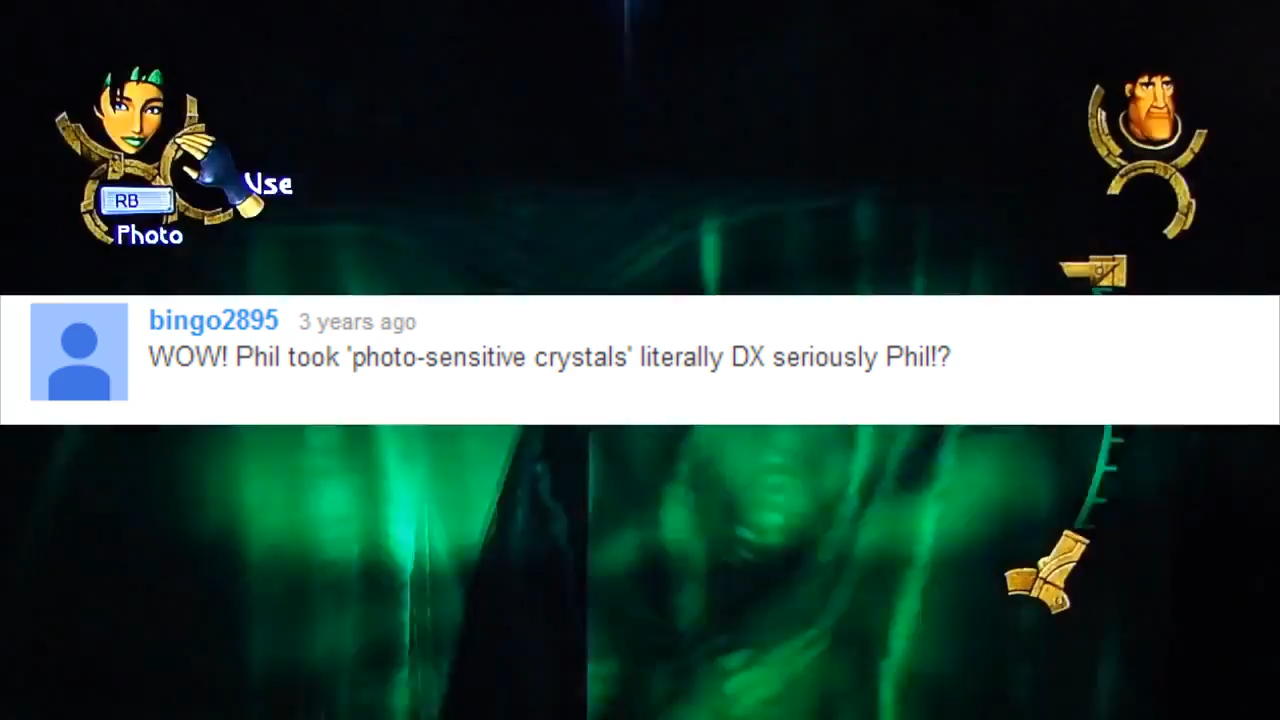 Use
RB
Photo
bingo2895 3 years ago
WOW! Phil took 'photo-sensitive crystals' literally DX seriously Phil!?